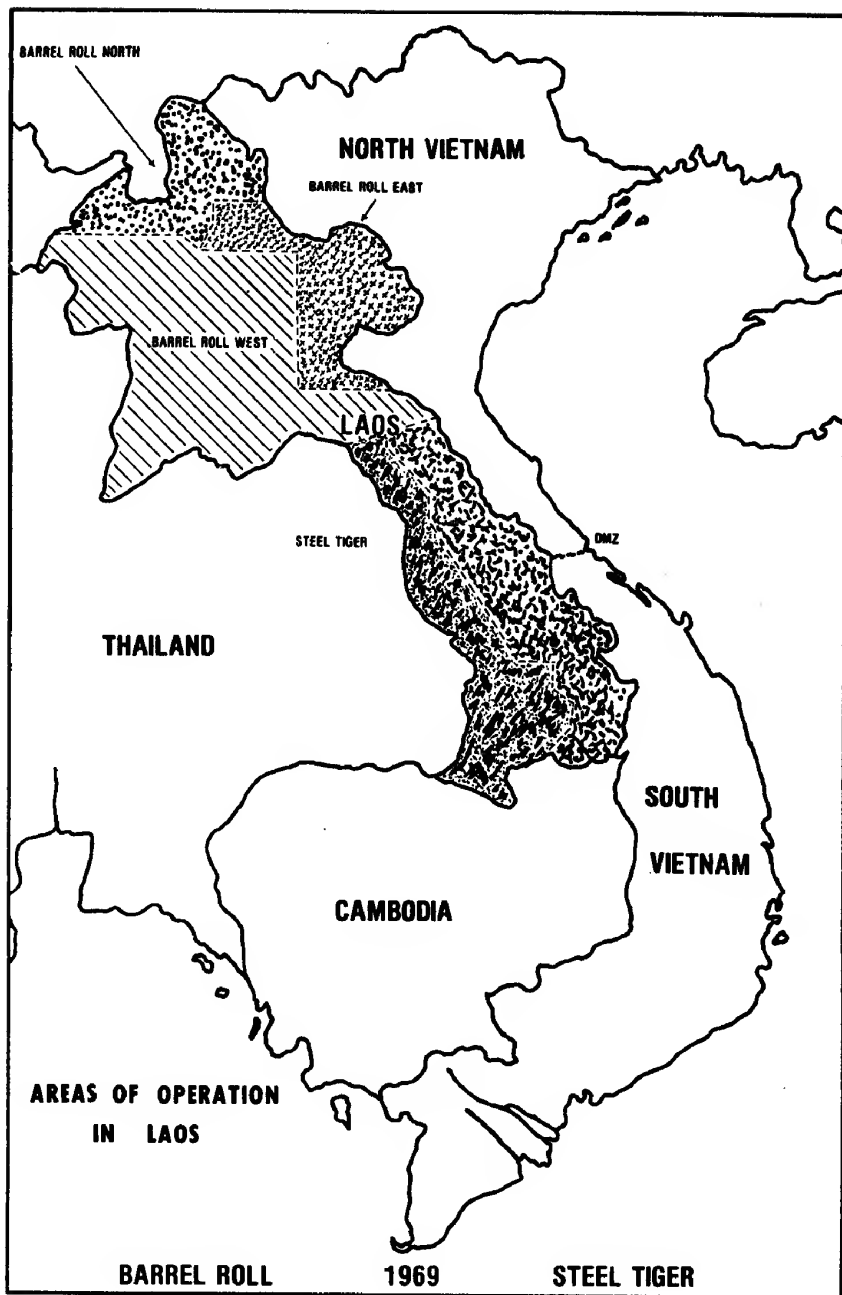 BARREL ROLL NORTH
NORTH VIETNAM
BARREL ROLL EAST
BARREL ROLL WEST
LAOS
STEEL TIGER
DMZ
THAILAND
SOUTH
VIETNAM
CAMBODIA
AREAS OF OPERATION
IN LAOS
BARREL ROLL 1969 STEEL TIGER